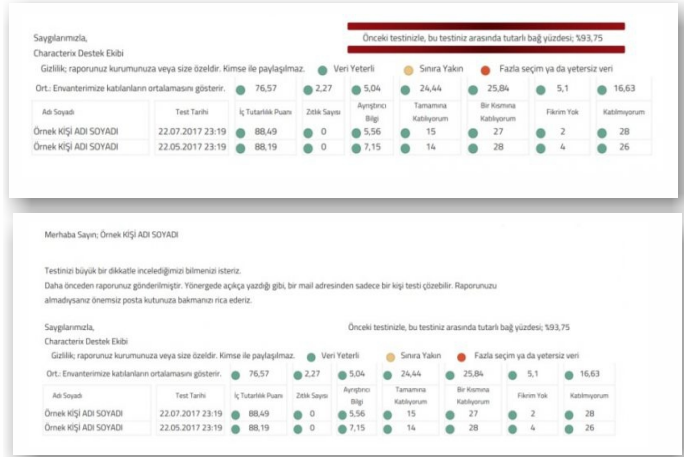 Saygılarımızla,
Önceki testinizle, bu testiniz arasında tutarlı bağ yüzdesi; %93,75
Characterix Destek Ekibi
Gizlilik; raporunuz kurumunuza veya size özeldir. Kimse ile paylaşılmaz. Veri Yeterli Sınıra Yakın Fazla seçim ya da yetersiz veri
Ort.: Envanterimize katılanların ortalamasını gösterir. 76,57 2,27 5,04 24,44 25,84 5,1 16,63
Adı Soyadı Test Tarihi İç Tutarlılık Puanı Zıtlık Sayısı Ayrıştırıcı Bilgi Tamamına Katılıyorum Bir Kısmına Katılıyorum Fikrim Yok Katılmıyorum
Örnek KİŞİ ADI SOYADI 22.07.2017 23:19 88,49 0 5,56 15 27 2 28
Örnek KİŞİ ADI SOYADI 22.05.2017 23:19 88,19 0 7,15 14 28 4 26
Merhaba Sayın; Örnek KİŞİ ADI SOYADI
Testinizi büyük bir dikkatle incelediğimizi bilmenizi isteriz.
Daha önceden raporunuz gönderilmiştir. Yönergede açıkça yazdığı gibi, bir mail adresinden sadece bir kişi testi çözebilir. Raporunuzu
almadıysanız önemsiz posta kutunuza bakmanızı rica ederiz.
Saygılarımızla,
Önceki testinizle, bu testiniz arasında tutarlı bağ yüzdesi; %93,75
Characterix Destek Ekibi
Gizlilik; raporunuz kurumunuza veya size özeldir. Kimse ile paylaşılmaz. Veri Yeterli Sınıra Yakın Fazla seçim ya da yetersiz veri
Ort.: Envanterimize katılanların ortalamasını gösterir. 76,57 2,27 5,04 24,44 25,84 5,1 16,63
Adı Soyadı Test Tarihi İç Tutarlılık Puanı Zıtlık Sayısı Ayrıştırıcı Bilgi Tamamına Katılıyorum Bir Kısmına Katılıyorum Fikrim Yok Katılmıyorum
Örnek KİŞİ ADI SOYADI 22.07.2017 23:19 88,49 0 5,56 15 27 2 28
Örnek KİŞİ ADI SOYADI 22.05.2017 23:19 88,19 0 7,15 14 28 4 26